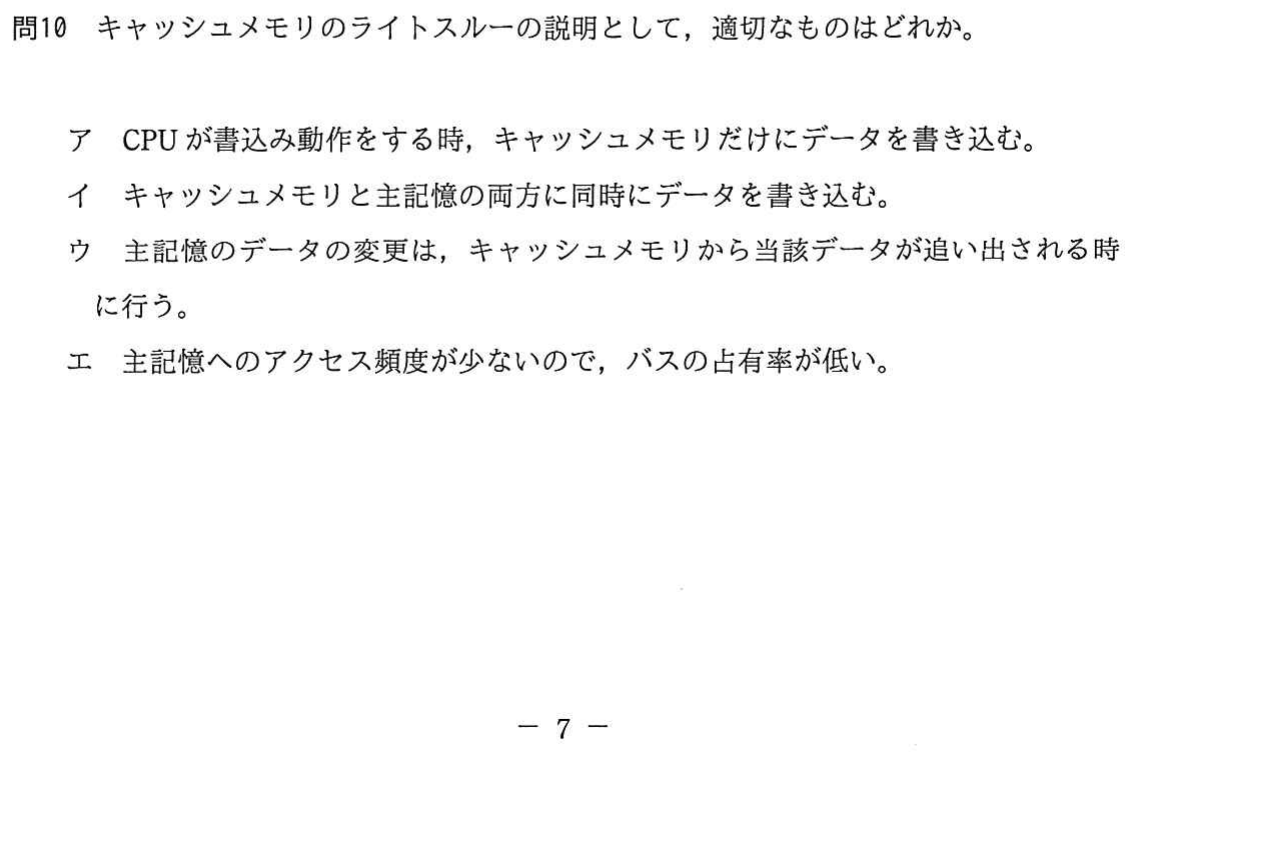 問10 キャッシュメモリのライトスルーの説明として，適切なものはどれか。
ア CPU が書込み動作をする時，キャッシュメモリだけにデータを書き込む。
イ キャッシュメモリと主記憶の両方に同時にデータを書き込む。
ウ 主記憶のデータの変更は，キャッシュメモリから当該データが追い出される時
に行う。
エ 主記憶へのアクセス頻度が少ないので，バスの占有率が低い。
－ 7 －